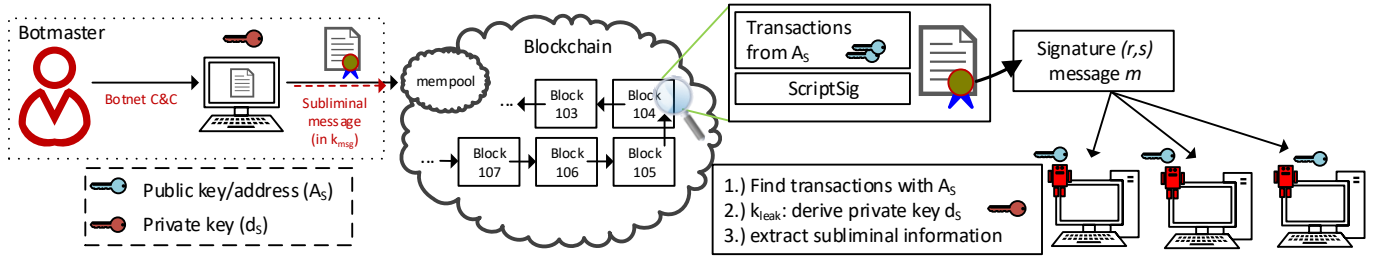 Botmaster
Botnet C&C
Subliminal
message
(in kmsg)
Public key/address (AS)
Private key (dS)
Blockchain
mempool
...
Block
103
Block
104
...
Block
107
Block
106
Block
105
Transactions
from AS
ScriptSig
Signature (r,s)
message m
1.) Find transactions with AS
2.) kleak: derive private key dS
3.) extract subliminal information